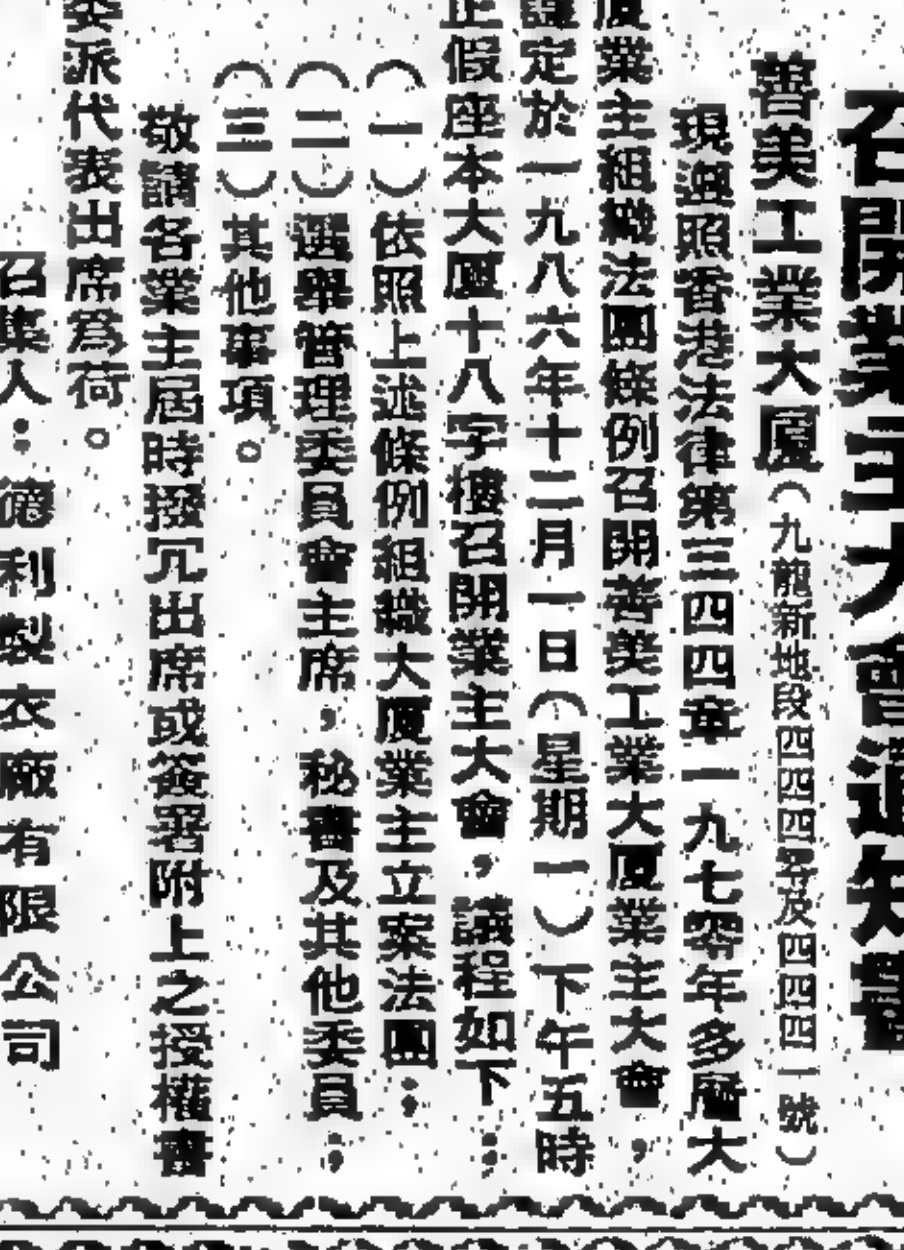 召開業主大會通知書
善美工業大廈（九龍新地段四四四零及四四四一號）
現遵照香港法律第三四四章一九七零年多層大
廈業主組織法團條例召開善美工業大廈業主大會，
謹定於一九八六年十二月一日（星期一）下午五時
正假座本大廈十八字樓召開業主大會，議程如下：
（一）依照上述條例組織大廈業主立案法團；
（二）選舉管理委員會主席，秘書及其他委員；
（三）其他事項。
敬請各業主屆時撥冗出席或簽署附上之授權書
委派代表出席為荷。
召集人：德利製衣廠有限公司